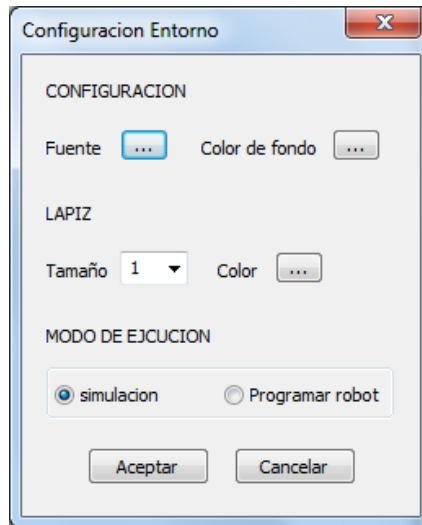 Configuracion Entorno
CONFIGURACION
Fuente ... Color de fondo ...
LAPIZ
Tamaño 1 Color ...
MODO DE EJCUCION
simulacion Programar robot
Aceptar Cancelar